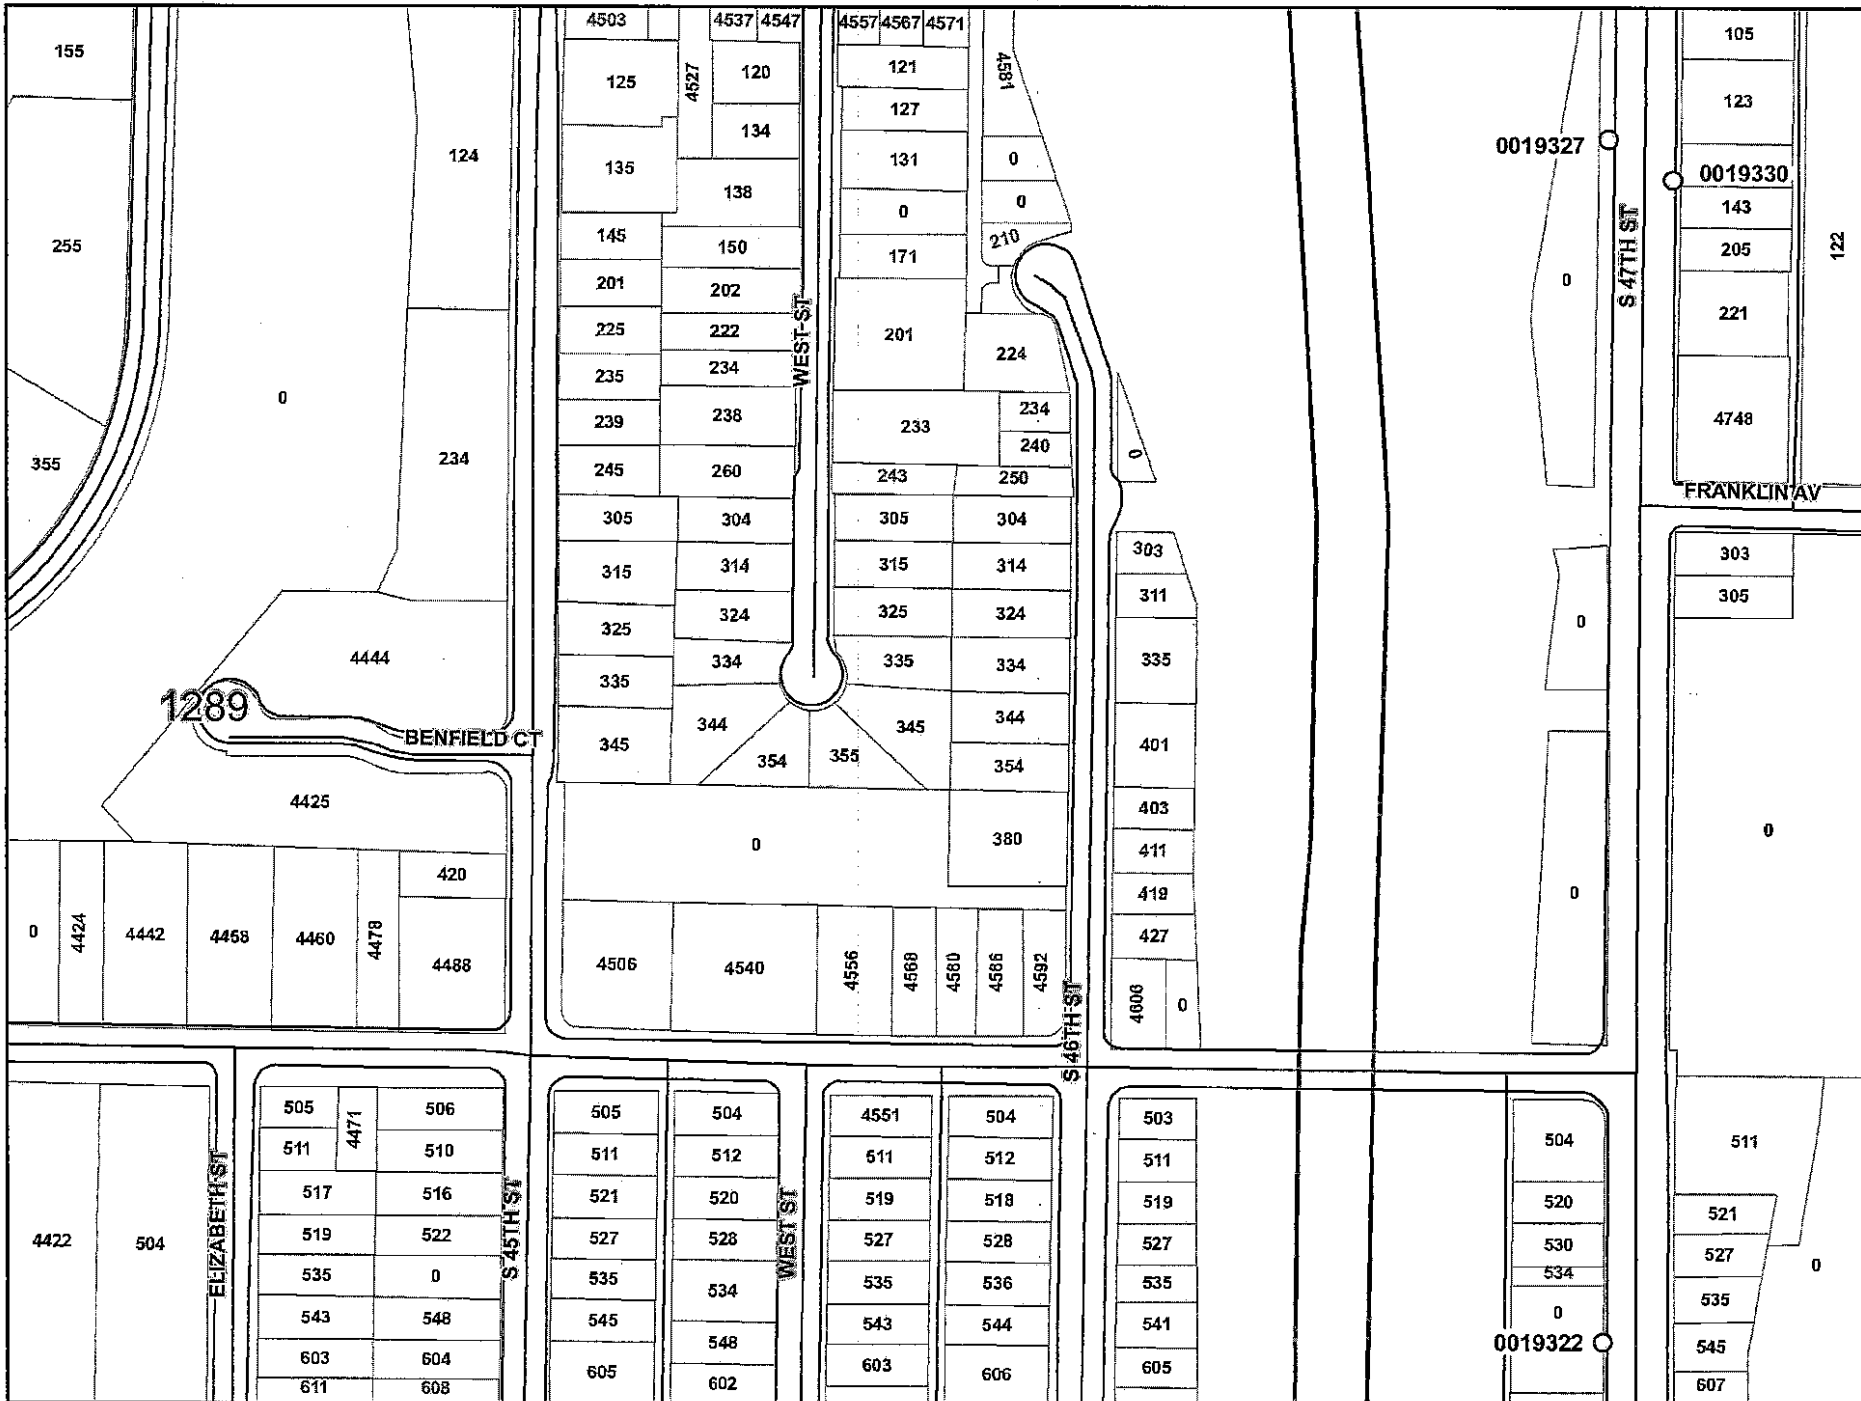 4503 4537 4547 4557 4567 4571
155 125 4527 120 121 4581 105
127 123
124 135 134 131 0 0019327 0019330
138 0 0 143
255 145 150 171 210 S 47TH ST 205 122
201 202 0
225 222 WEST ST 201 224 221
235 234
0 239 238 233 234 4748
355 234 245 260 240 0
243 250 FRANKLIN AV
305 304 305 304
315 314 315 314 303 303
325 324 325 324 311 305
4444 334 335 334 335 0
1289 335
BENFIELD CT 345 344 345 344 401
354 355 354
4425 403
0 380 411 0
420 419 0
0 4424 4442 4458 4460 4478 4488 427
4506 4540 4556 4568 4580 4586 4592 4606 0
S 46TH ST
505 4471 506 505 504 4551 504 503 504 511
511 510 511 512 511 512 511
517 516 521 520 519 518 519 520 521
4422 504 ELIZABETH ST 519 522 S 45TH ST 527 528 WEST ST 527 528 527 530 527
535 0 535 534 535 536 535 534 0
543 548 545 543 544 541 0 535
603 604 605 548 603 606 605 0019322 545
611 608 602 607